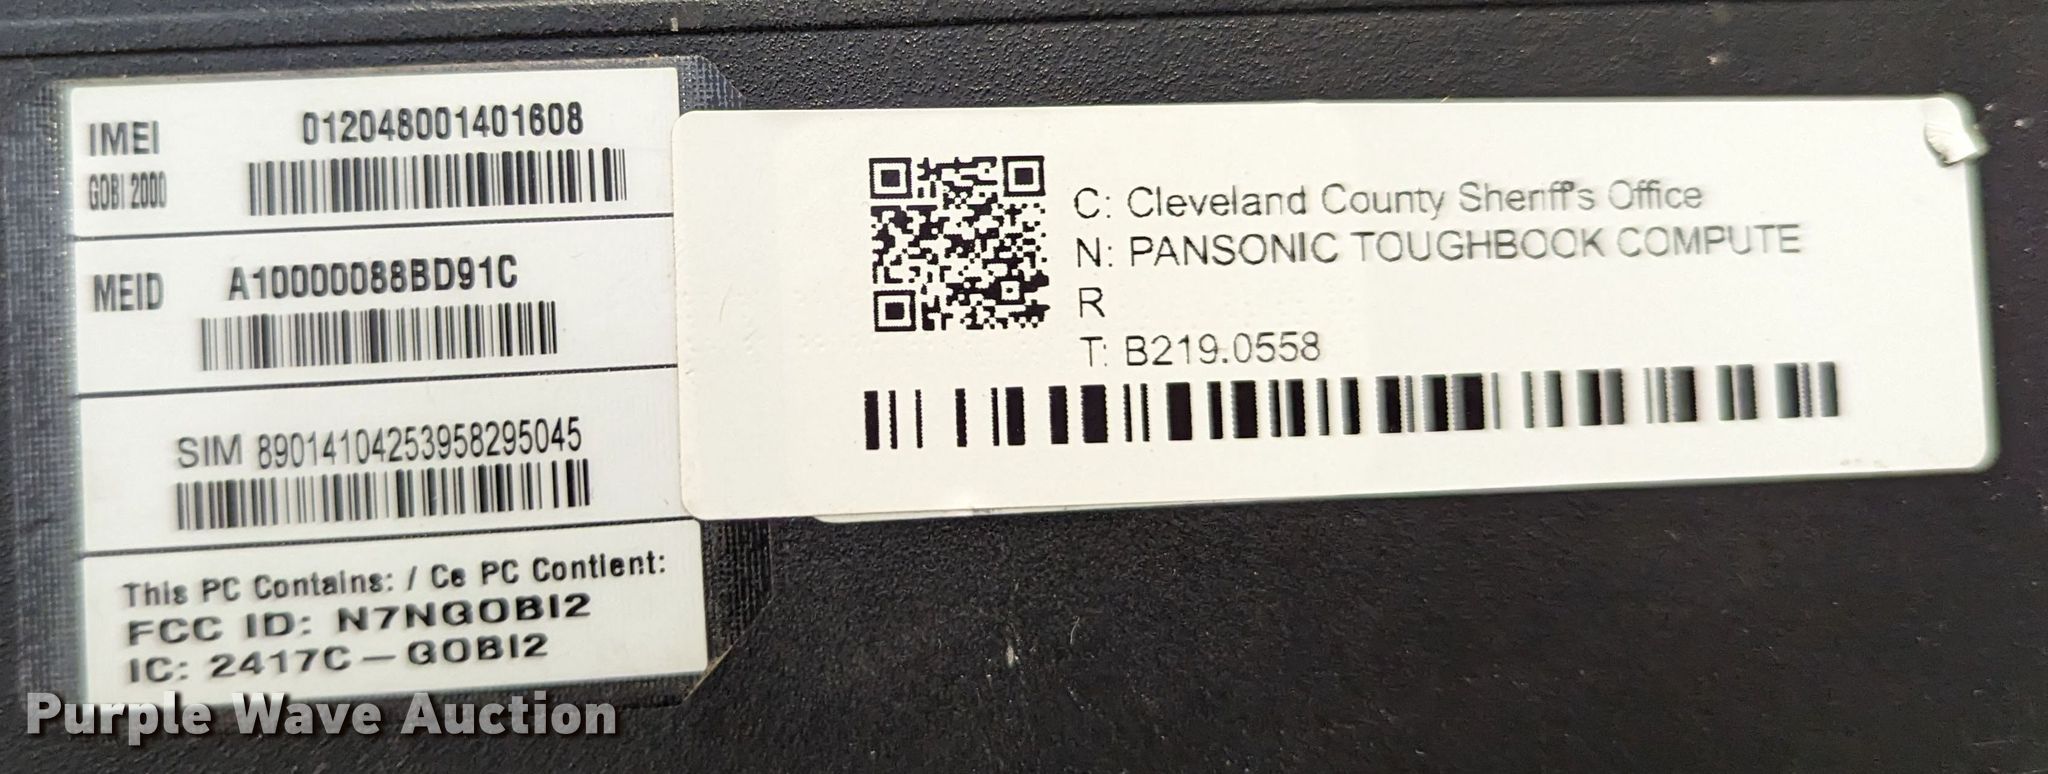 IMEI 012048001401608
GOBI 2000
MEID A10000088BD91C
SIM 89014104253958295045
This PC Contains: / Ce PC Contient:
FCC ID: N7NGOBI2
IC: 2417C-GOBI2
C: Cleveland County Sheriff's Office
N: PANSONIC TOUGHBOOK COMPUTE
R
T: B219.0558
Purple Wave Auction